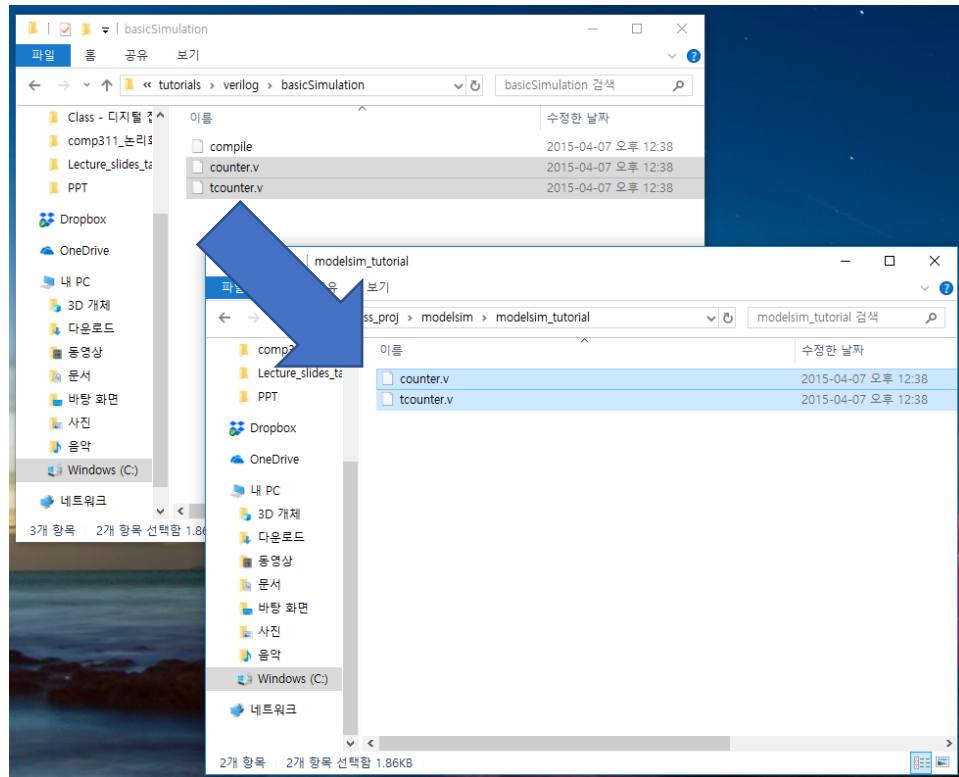 basicSimulation
파일 홈 공유 보기
« tutorials › verilog › basicSimulation basicSimulation 검색
이름 수정한 날짜
Class - 디지털
comp311_논리회
Lecture_slides_ta
PPT
Dropbox
OneDrive
내 PC
3D 개체
다운로드
동영상
문서
바탕 화면
사진
음악
Windows (C:)
네트워크
compile 2015-04-07 오후 12:38
counter.v 2015-04-07 오후 12:38
tcounter.v 2015-04-07 오후 12:38
3개 항목 2개 항목 선택함 1.86
modelsim_tutorial
보기
ss_proj › modelsim › modelsim_tutorial modelsim_tutorial 검색
이름 수정한 날짜
Lecture_slides_ta
PPT
Dropbox
OneDrive
내 PC
3D 개체
다운로드
동영상
문서
바탕 화면
사진
음악
Windows (C:)
네트워크
counter.v 2015-04-07 오후 12:38
tcounter.v 2015-04-07 오후 12:38
2개 항목 2개 항목 선택함 1.86KB